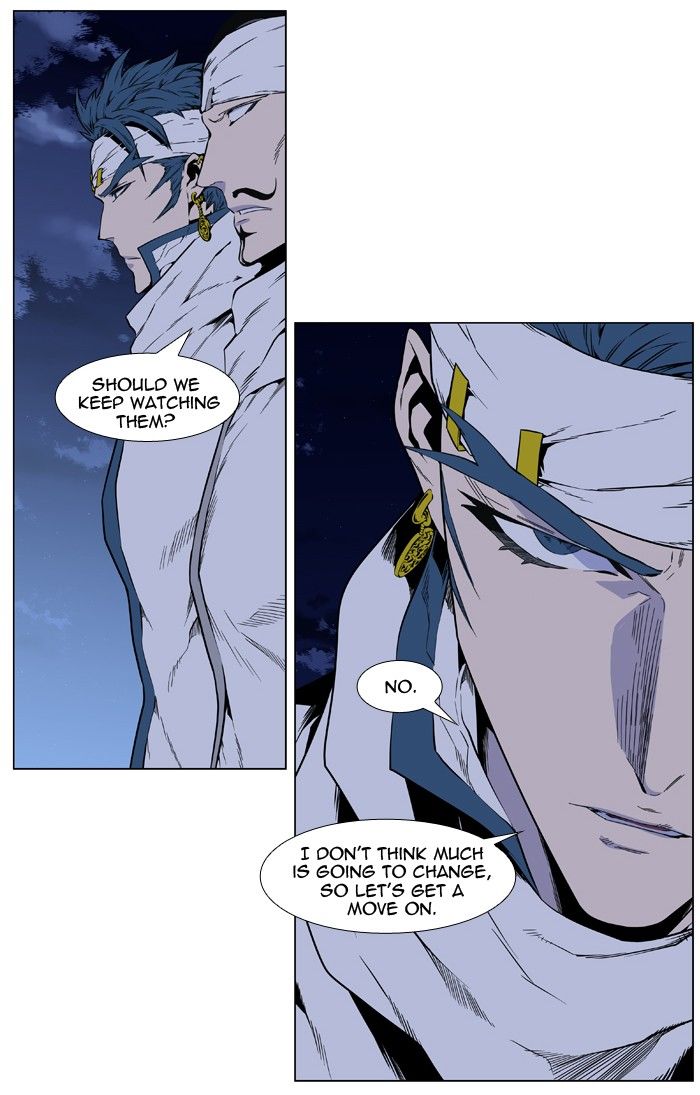 SHOULD WE
KEEP WATCHING
THEM?
NO.
I DON'T THINK MUCH
IS GOING TO CHANGE,
SO LET'S GET A
MOVE ON.